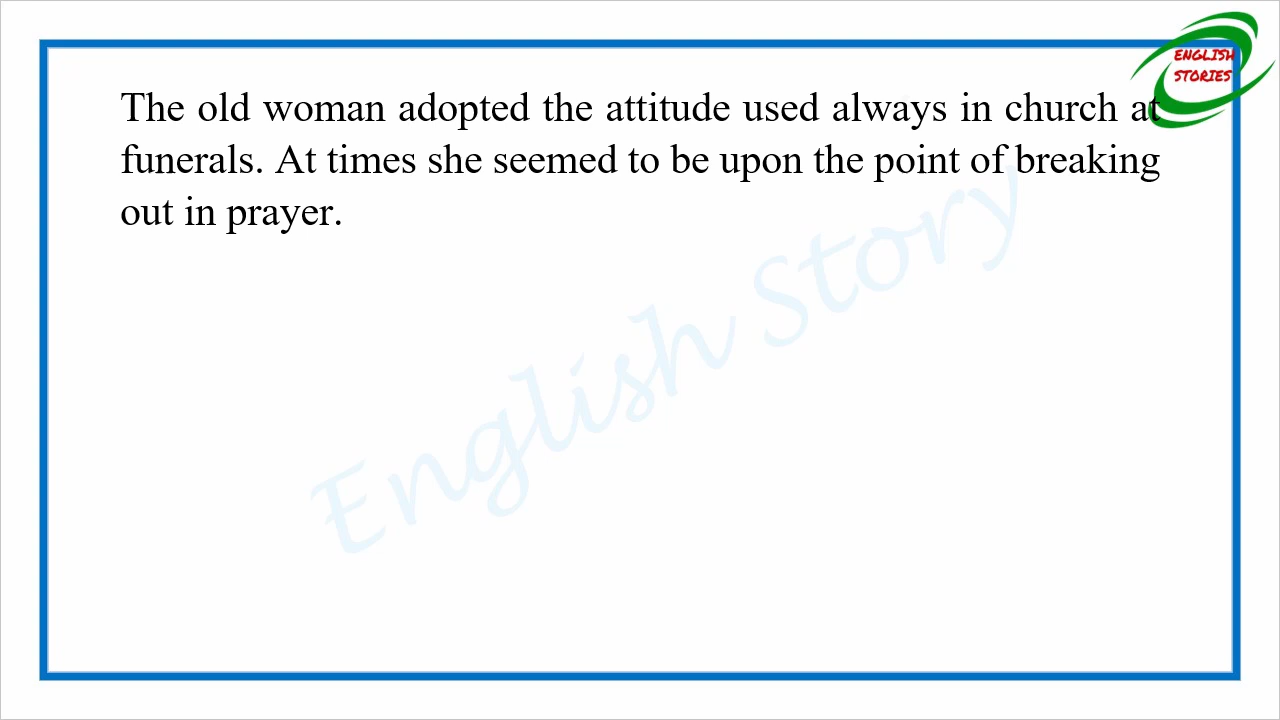 ENGLISH
STORIES
The old woman adopted the attitude used always in church at
funerals. At times she seemed to be upon the point of breaking
out in prayer.
English Story